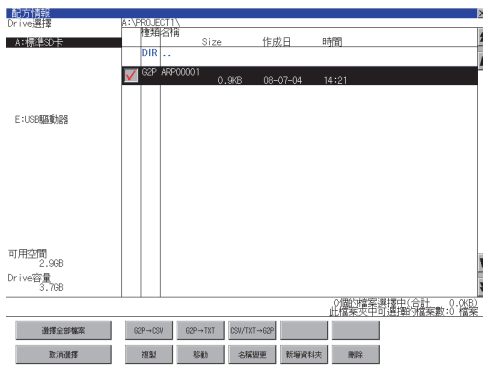 配方情報
Drive選擇
A:\PROJECT1\
A:標準SD卡
種類名稱
Size 作成日 時間
DIR ..
G2P ARP00001
0.9KB 08-07-04 14:21
E:USB驅動器
可用空間
2.9GB
Drive容量
3.7GB
0個的檔案選擇中(合計 0.0KB)
此檔案夾中可選擇的檔案數:0 檔案
選擇全部檔案 G2P→CSV G2P→TXT CSV/TXT→G2P
取消選擇 複製 移動 名稱變更 新增資料夾 刪除